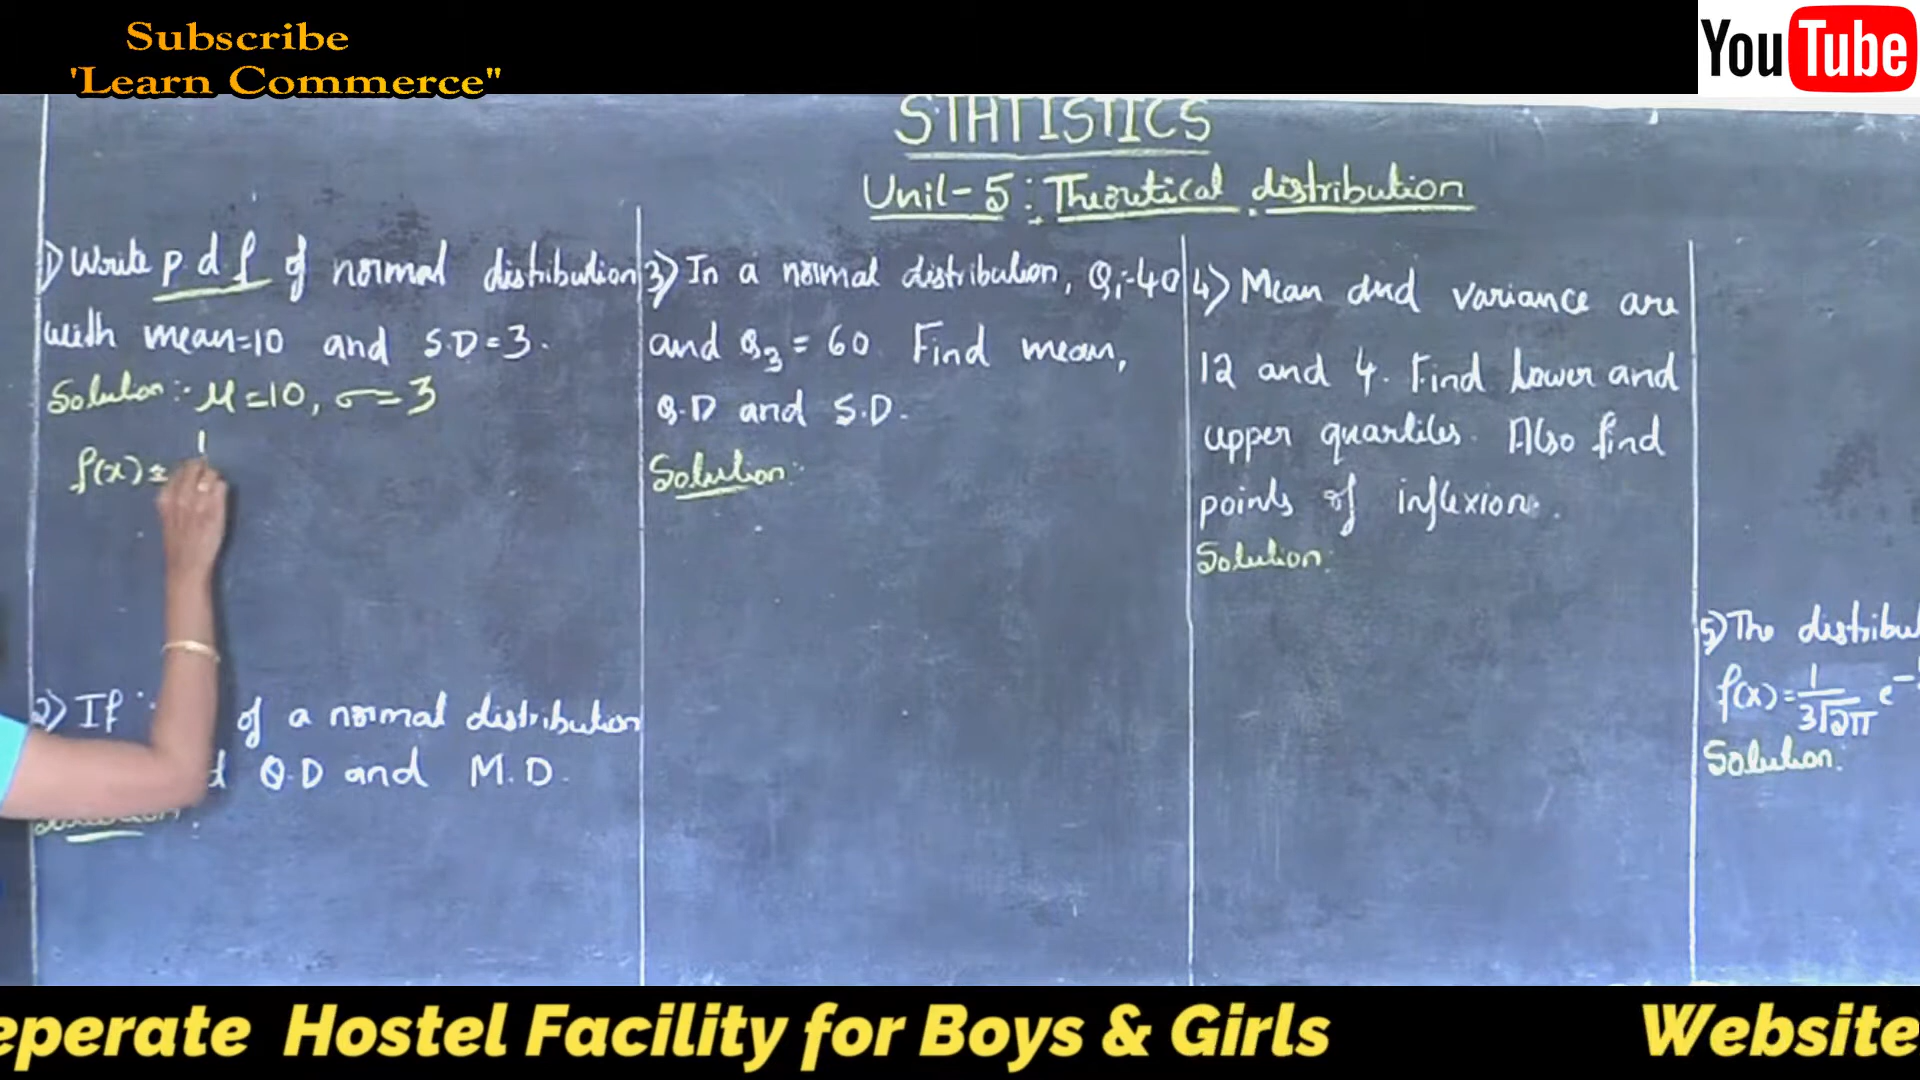 Subscribe
'Learn Commerce"
YouTube
STATISTICS
Unit-5: Theoretical distribution
1) Write p.d.f of normal distribution
with mean=10 and S.D=3.
Solution:- μ=10, σ=3
f(x)= 1
2) If of a normal distribution
Q.D and M.D.
Solution
3) In a normal distribution, Q1=40
and Q3=60 Find mean,
Q.D and S.D.
Solution:
4) Mean and variance are
12 and 4. Find Lower and
upper quartiles. Also find
points of inflexion.
Solution:
5) The distribu
f(x)= 1/3√2π e-
Solution:
eperate Hostel Facility for Boys & Girls Website